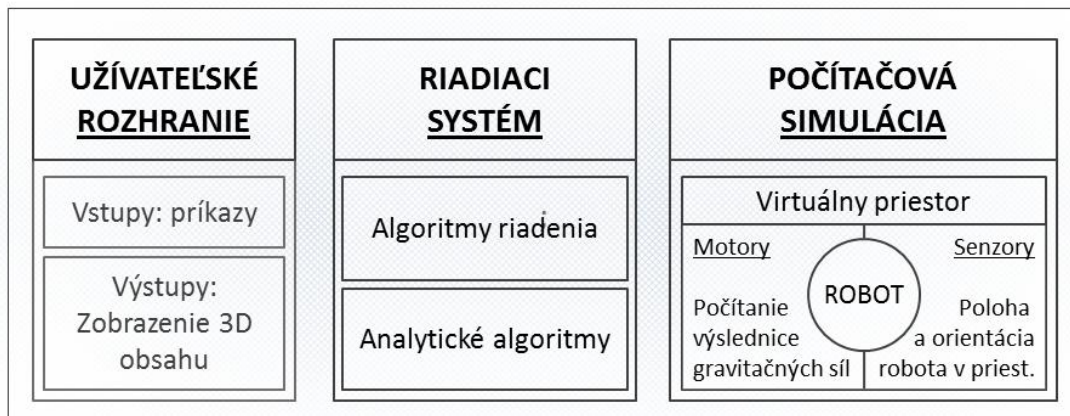 UŽÍVATEĽSKÉ
ROZHRANIE
Vstupy: príkazy
Výstupy:
Zobrazenie 3D
obsahu
RIADIACI
SYSTÉM
Algoritmy riadenia
Analytické algoritmy
POČÍTAČOVÁ
SIMULÁCIA
Virtuálny priestor
Motory
Počítanie
výslednice
gravitačných síl
ROBOT
Senzory
Poloha
a orientácia
robota v priest.